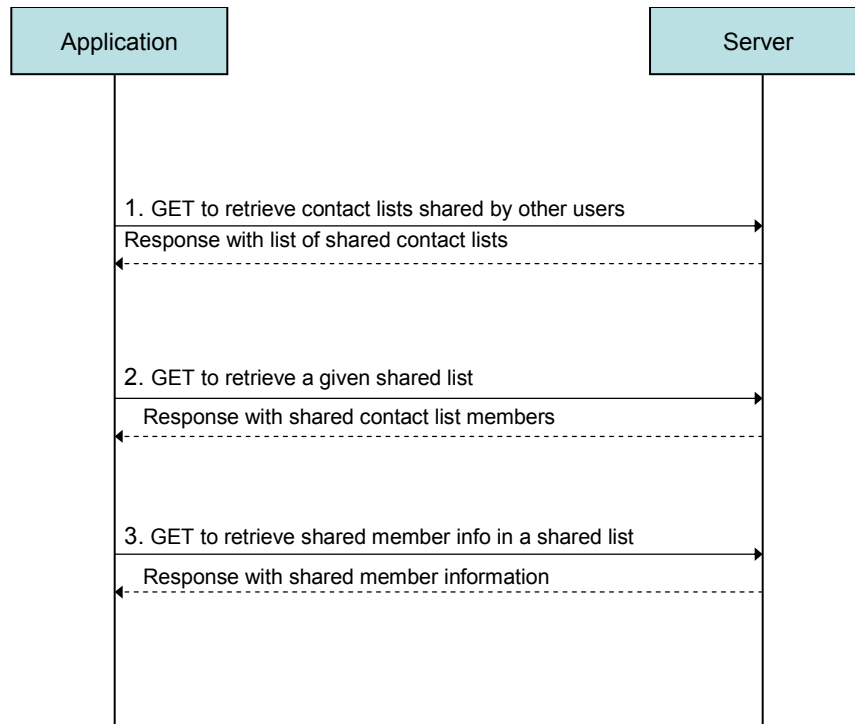 Application
Server
1. GET to retrieve contact lists shared by other users
Response with list of shared contact lists
2. GET to retrieve a given shared list
Response with shared contact list members
3. GET to retrieve shared member info in a shared list
Response with shared member information